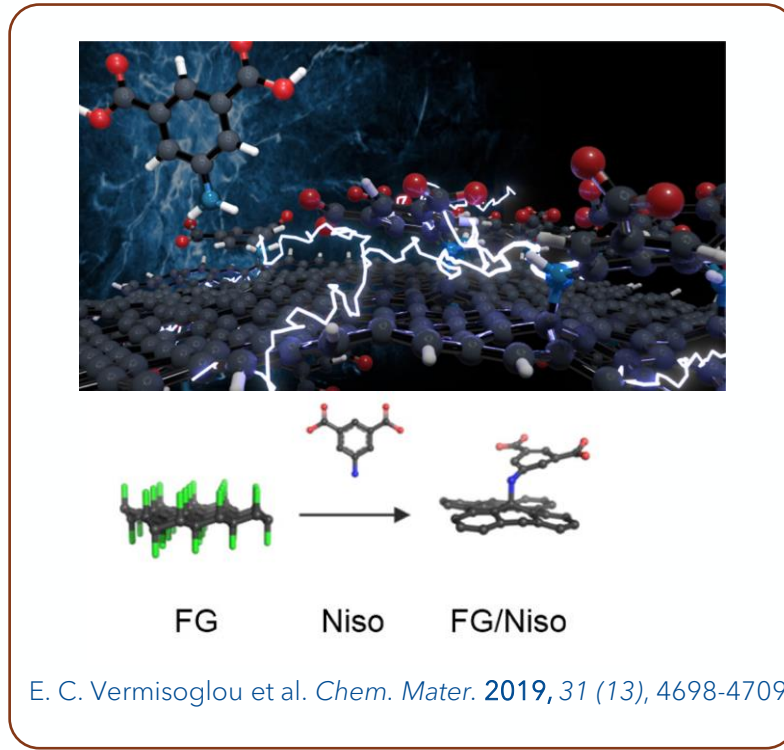 FG Niso FG/Niso
E. C. Vermisoglou et al. Chem. Mater. 2019, 31 (13), 4698-4709